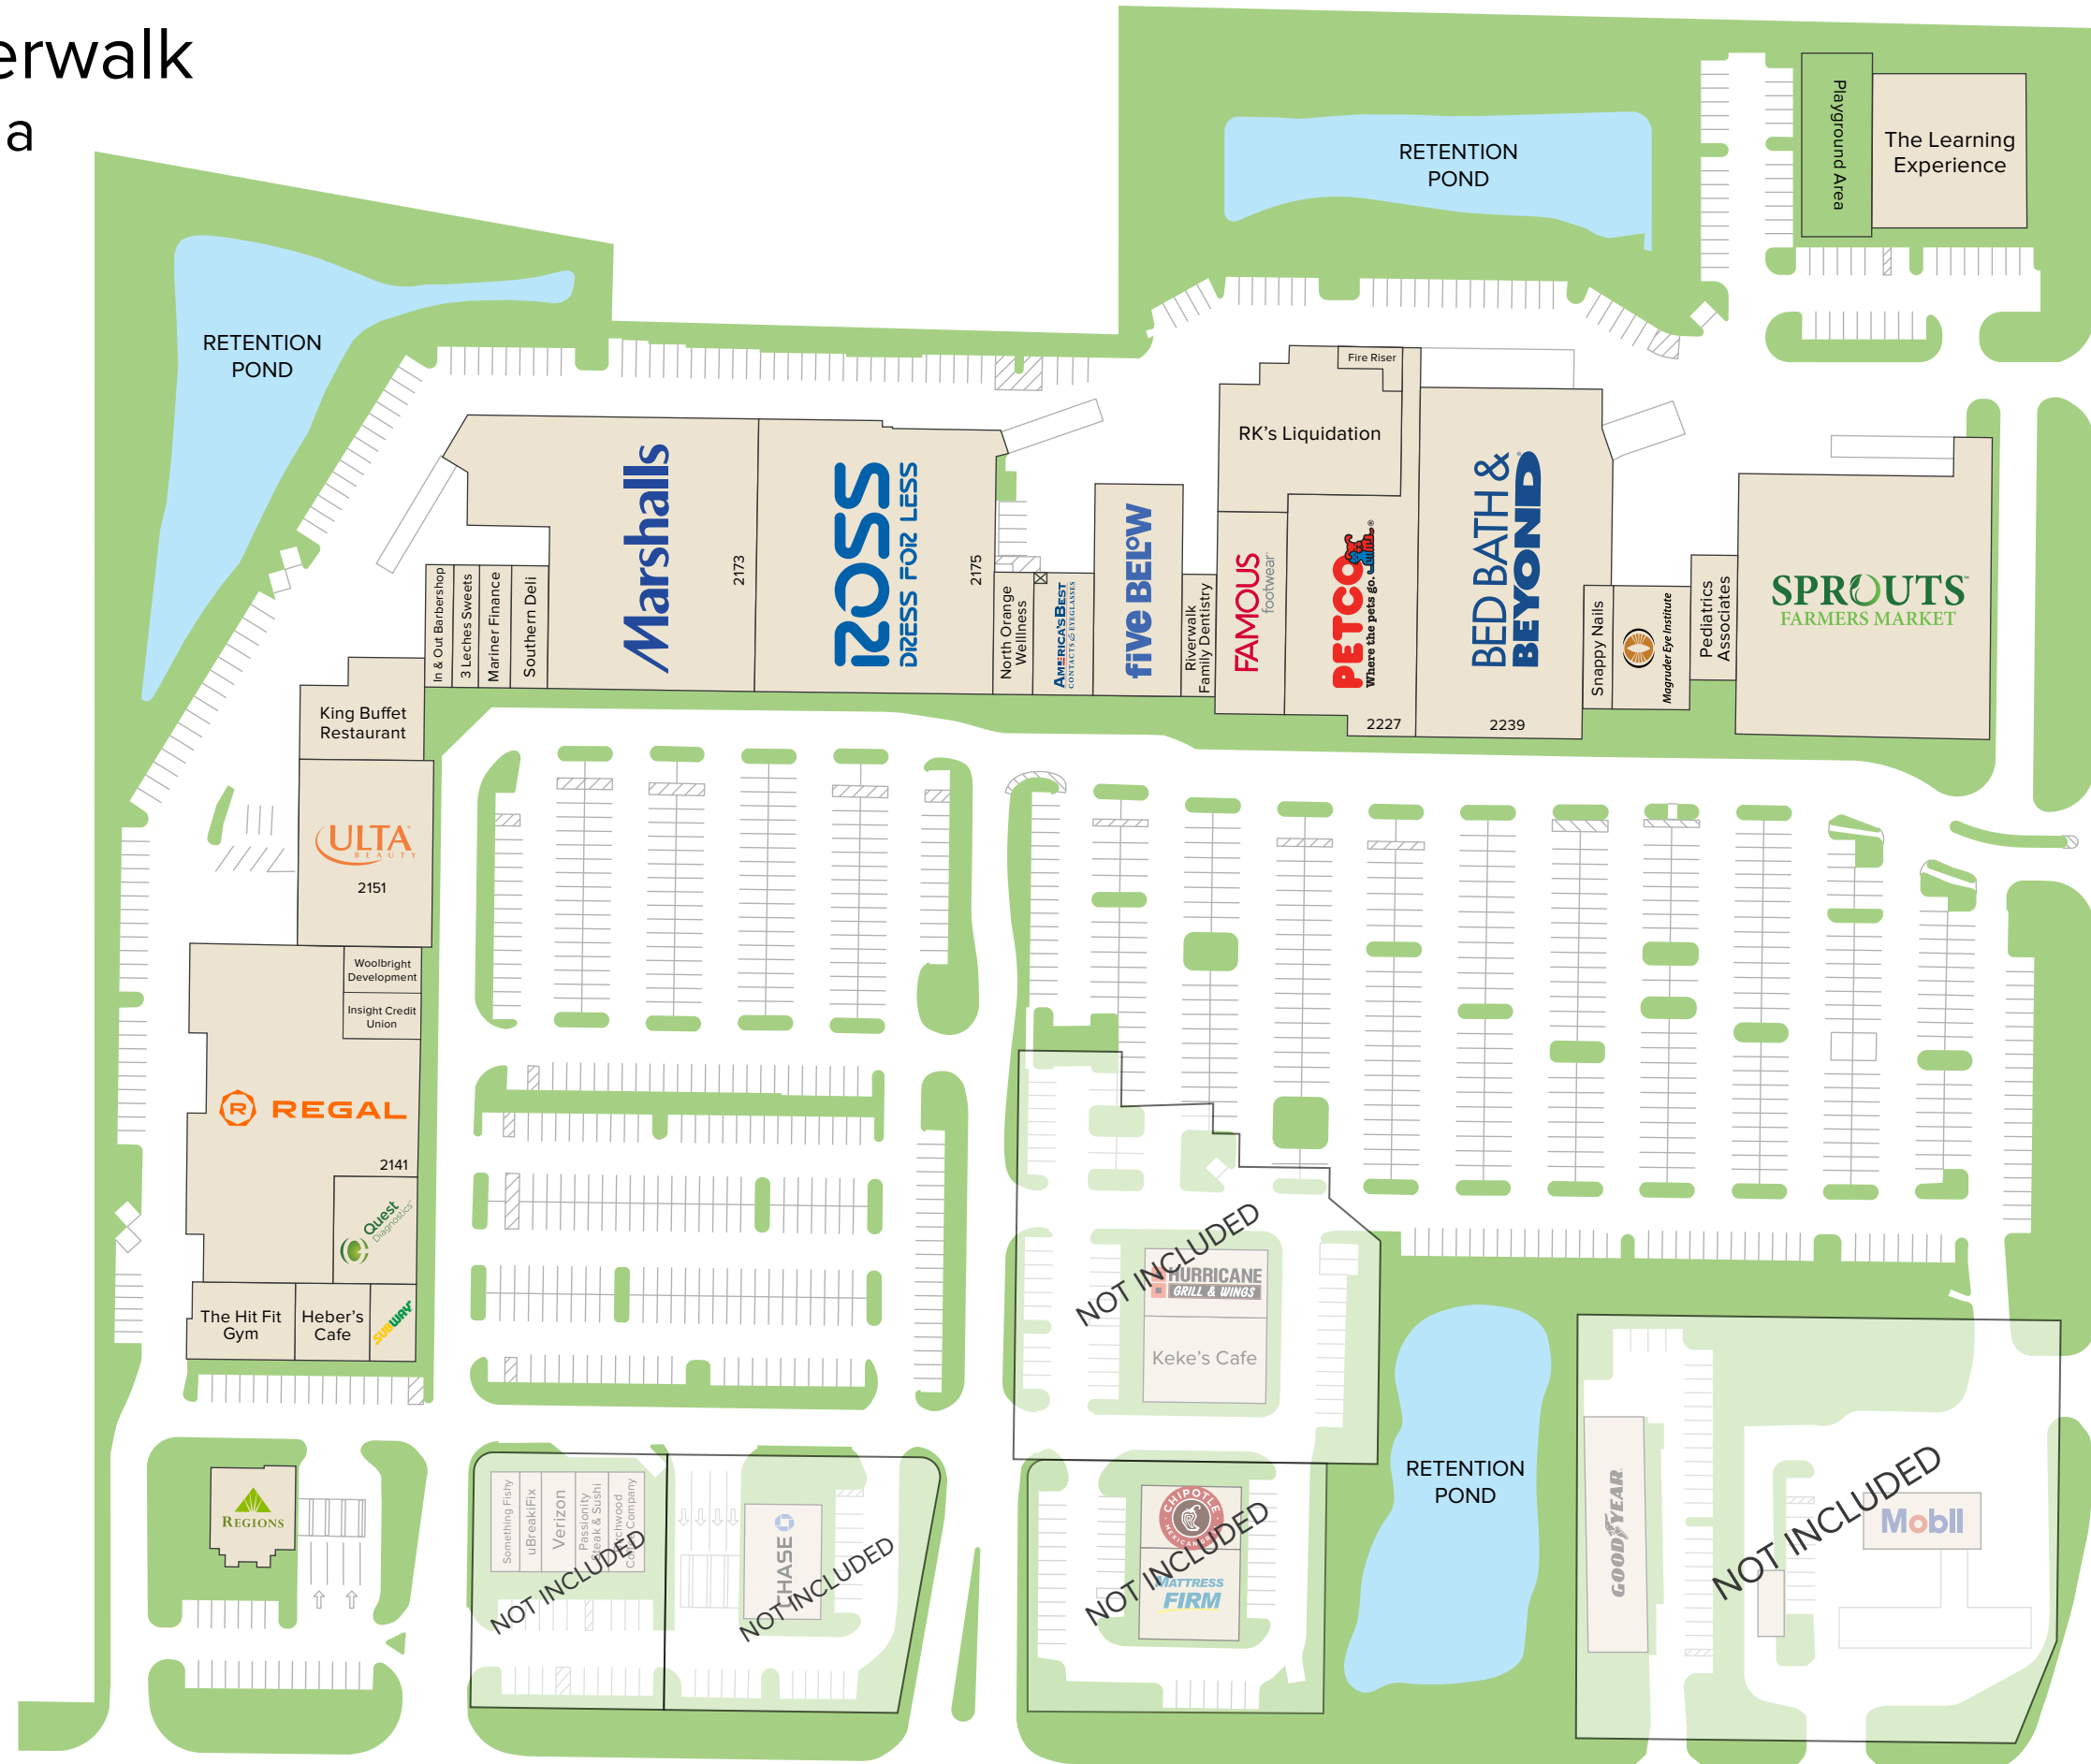 erwalk
a
Playground Area
The Learning
Experience
RETENTION
POND
RETENTION
POND
Fire Riser
RK's Liquidation
Marshalls
2173
ROSS
DRESS FOR LESS
2175
In & Out Barbershop
3 Leches Sweets
Mariner Finance
Southern Deli
North Orange
Welllness
AMERICA'S BEST
CONTACTS & EYEGLASSES
five BELOW
Riverwalk
Family Dentistry
FAMOUS
footwear
PETCO
Where the pets go.
2227
BED BATH &
BEYOND
2239
Snappy Nails
Magruder Eye Institute
Pediatrics
Associates
SPROUTS
FARMERS MARKET
King Buffet
Restaurant
ULTA
BEAUTY
2151
Woolbright
Development
Insight Credit
Union
R REGAL
2141
Quest
Diagnostics
The Hit Fit
Gym
Heber's
Cafe
SUBWAY
NOT INCLUDED
HURRICANE
GRILL & WINGS
Keke's Cafe
RETENTION
POND
REGIONS
Something Fishy
uBreakiFix
Verizon
Passionity
Steak & Sushi
NOT INCLUDED
CHASE
NOT INCLUDED
CHIPOTLE
MEXICAN GRILL
MATTRESS
FIRM
NOT INCLUDED
GOODYEAR
Mobil
NOT INCLUDED